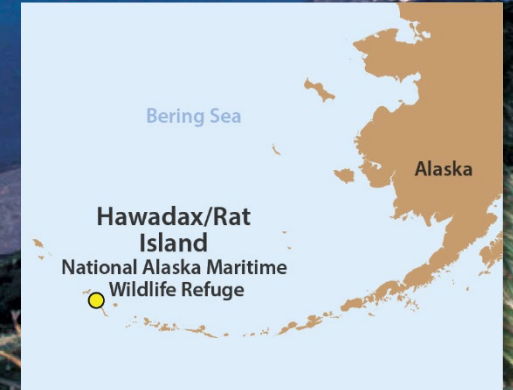 Bering Sea
Alaska
Hawadax/Rat
Island
National Alaska Maritime
Wildlife Refuge